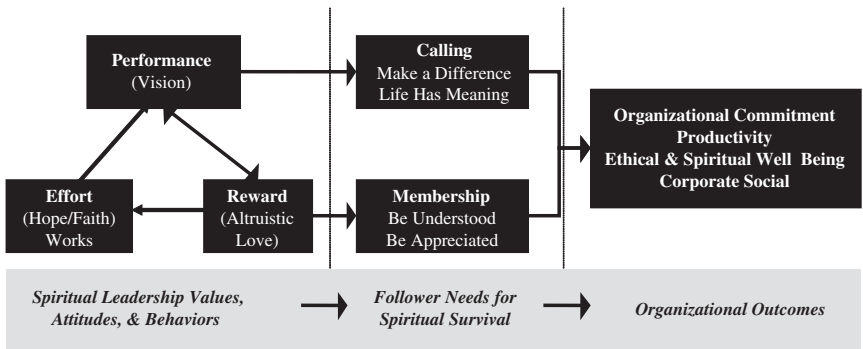 Performance
(Vision)
Calling
Make a Difference
Life Has Meaning
Organizational Commitment
Productivity
Ethical & Spiritual Well Being
Corporate Social
Effort
(Hope/Faith)
Works
Reward
(Altruistic
Love)
Membership
Be Understood
Be Appreciated
Spiritual Leadership Values,
Attitudes, & Behaviors
Follower Needs for
Spiritual Survival
Organizational Outcomes